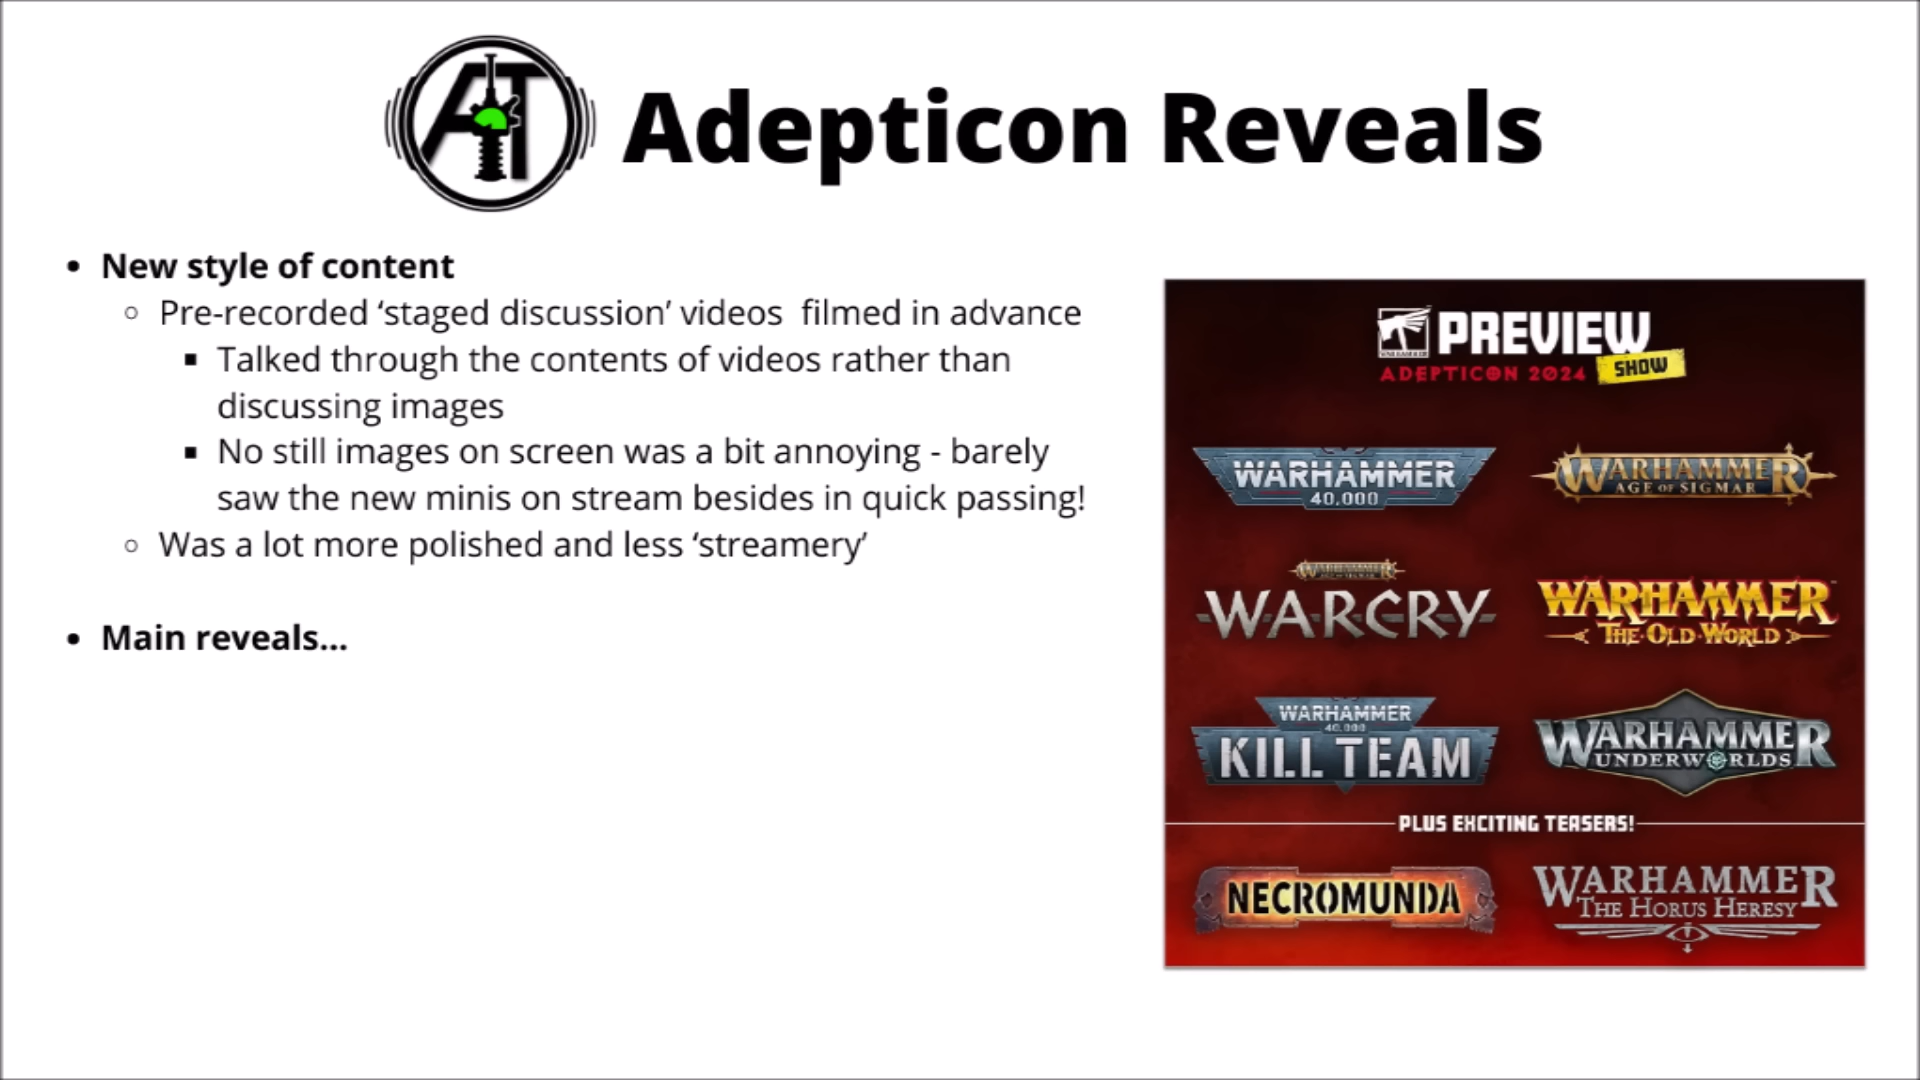 AT
Adepticon Reveals
• New style of content
○ Pre-recorded ‘staged discussion’ videos filmed in advance
▪ Talked through the contents of videos rather than
discussing images
▪ No still images on screen was a bit annoying - barely
saw the new minis on stream besides in quick passing!
○ Was a lot more polished and less ‘streamery’
• Main reveals...
PREVIEW
SHOW
ADEPTICON 2024
WARHAMMER
40,000
WARHAMMER
AGE OF SIGMAR
WARHAMMER
WARCRY
WARHAMMER
THE OLD WORLD
WARHAMMER
40,000
KILL TEAM
WARHAMMER
UNDERWORLDS
PLUS EXCITING TEASERS!
NECROMUNDA
WARHAMMER
THE HORUS HERESY